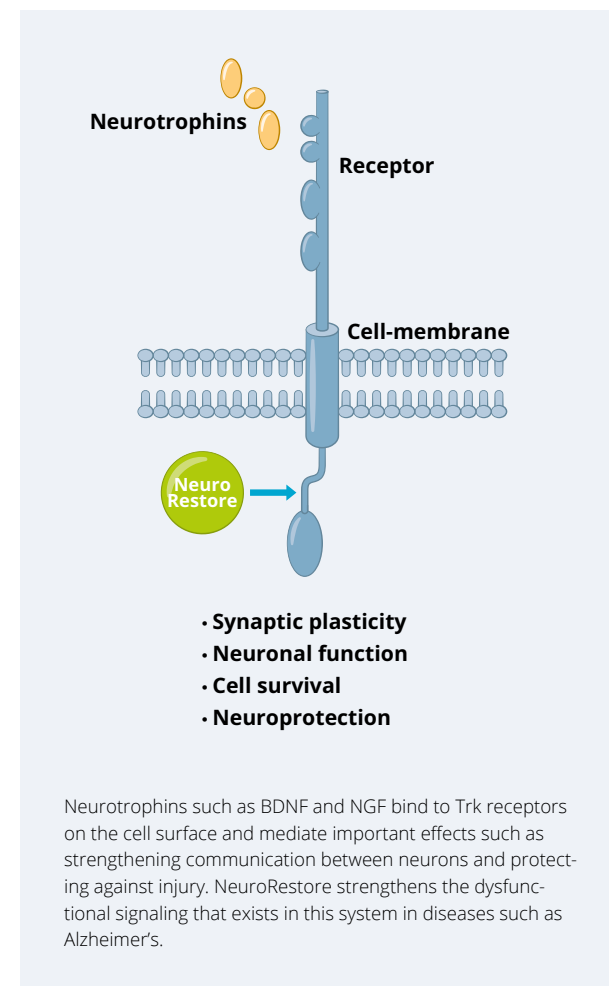 Neurotrophins
Receptor
Cell-membrane
Neuro
Restore
• Synaptic plasticity
• Neuronal function
• Cell survival
• Neuroprotection
Neurotrophins such as BDNF and NGF bind to Trk receptors
on the cell surface and mediate important effects such as
strengthening communication between neurons and protect-
ing against injury. NeuroRestore strengthens the dysfunc-
tional signaling that exists in this system in diseases such as
Alzheimer’s.